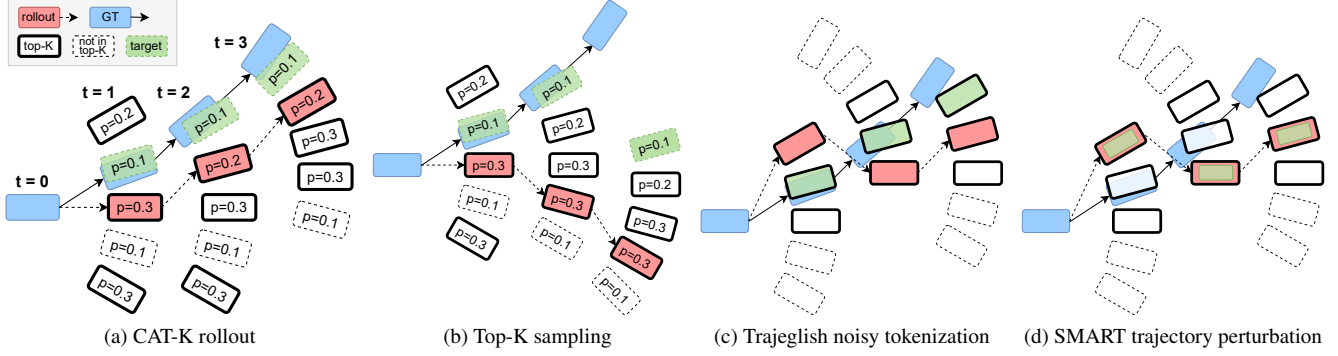 rollout
GT
top-K
not in
top-K
target
t = 0
t = 1
t = 2
t = 3
p=0.2
p=0.1
p=0.3
p=0.1
p=0.3
p=0.1
p=0.2
p=0.3
p=0.1
p=0.3
p=0.1
p=0.2
p=0.3
p=0.3
p=0.1
(a) CAT-K rollout
p=0.2
p=0.1
p=0.3
p=0.1
p=0.3
p=0.1
p=0.2
p=0.3
p=0.3
p=0.1
p=0.1
p=0.2
p=0.3
p=0.3
p=0.1
(b) Top-K sampling
(c) Trajeglish noisy tokenization
(d) SMART trajectory perturbation